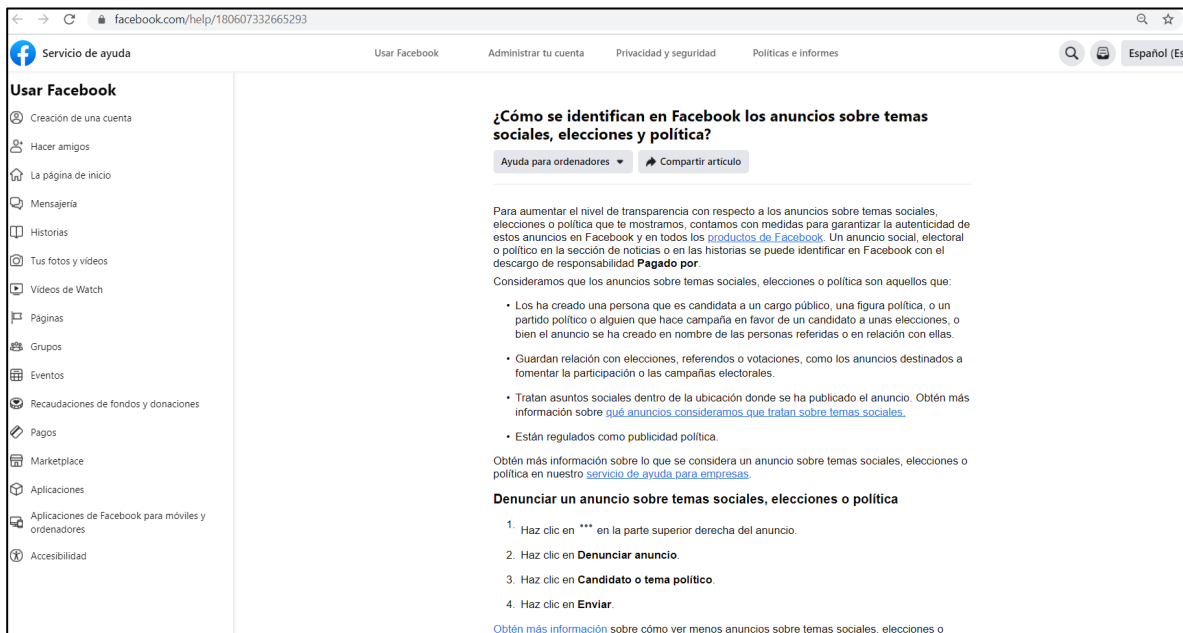 facebook.com/help/180607332665293
Servicio de ayuda
Usar Facebook
Administrar tu cuenta
Privacidad y seguridad
Políticas e informes
Español (Es
Usar Facebook
Creación de una cuenta
Hacer amigos
La página de inicio
Mensajería
Historias
Tus fotos y vídeos
Vídeos de Watch
Páginas
Grupos
Eventos
Recaudaciones de fondos y donaciones
Pagos
Marketplace
Aplicaciones
Aplicaciones de Facebook para móviles y
ordenadores
Accesibilidad
¿Cómo se identifican en Facebook los anuncios sobre temas
sociales, elecciones y política?
Ayuda para ordenadores
Compartir artículo
Para aumentar el nivel de transparencia con respecto a los anuncios sobre temas sociales,
elecciones o política que te mostramos, contamos con medidas para garantizar la autenticidad de
estos anuncios en Facebook y en todos los productos de Facebook. Un anuncio social, electoral
o político en la sección de noticias o en las historias se puede identificar en Facebook con el
descargo de responsabilidad Pagado por.
Consideramos que los anuncios sobre temas sociales, elecciones o política son aquellos que:
• Los ha creado una persona que es candidata a un cargo público, una figura política, o un
partido político o alguien que hace campaña en favor de un candidato a unas elecciones, o
bien el anuncio se ha creado en nombre de las personas referidas o en relación con ellas.
• Guardan relación con elecciones, referendos o votaciones, como los anuncios destinados a
fomentar la participación o las campañas electorales.
• Tratan asuntos sociales dentro de la ubicación donde se ha publicado el anuncio. Obtén más
información sobre qué anuncios consideramos que tratan sobre temas sociales.
• Están regulados como publicidad política.
Obtén más información sobre lo que se considera un anuncio sobre temas sociales, elecciones o
política en nuestro servicio de ayuda para empresas.
Denunciar un anuncio sobre temas sociales, elecciones o política
1. Haz clic en ••• en la parte superior derecha del anuncio.
2. Haz clic en Denunciar anuncio.
3. Haz clic en Candidato o tema político.
4. Haz clic en Enviar.
Obtén más información sobre cómo ver menos anuncios sobre temas sociales, elecciones o